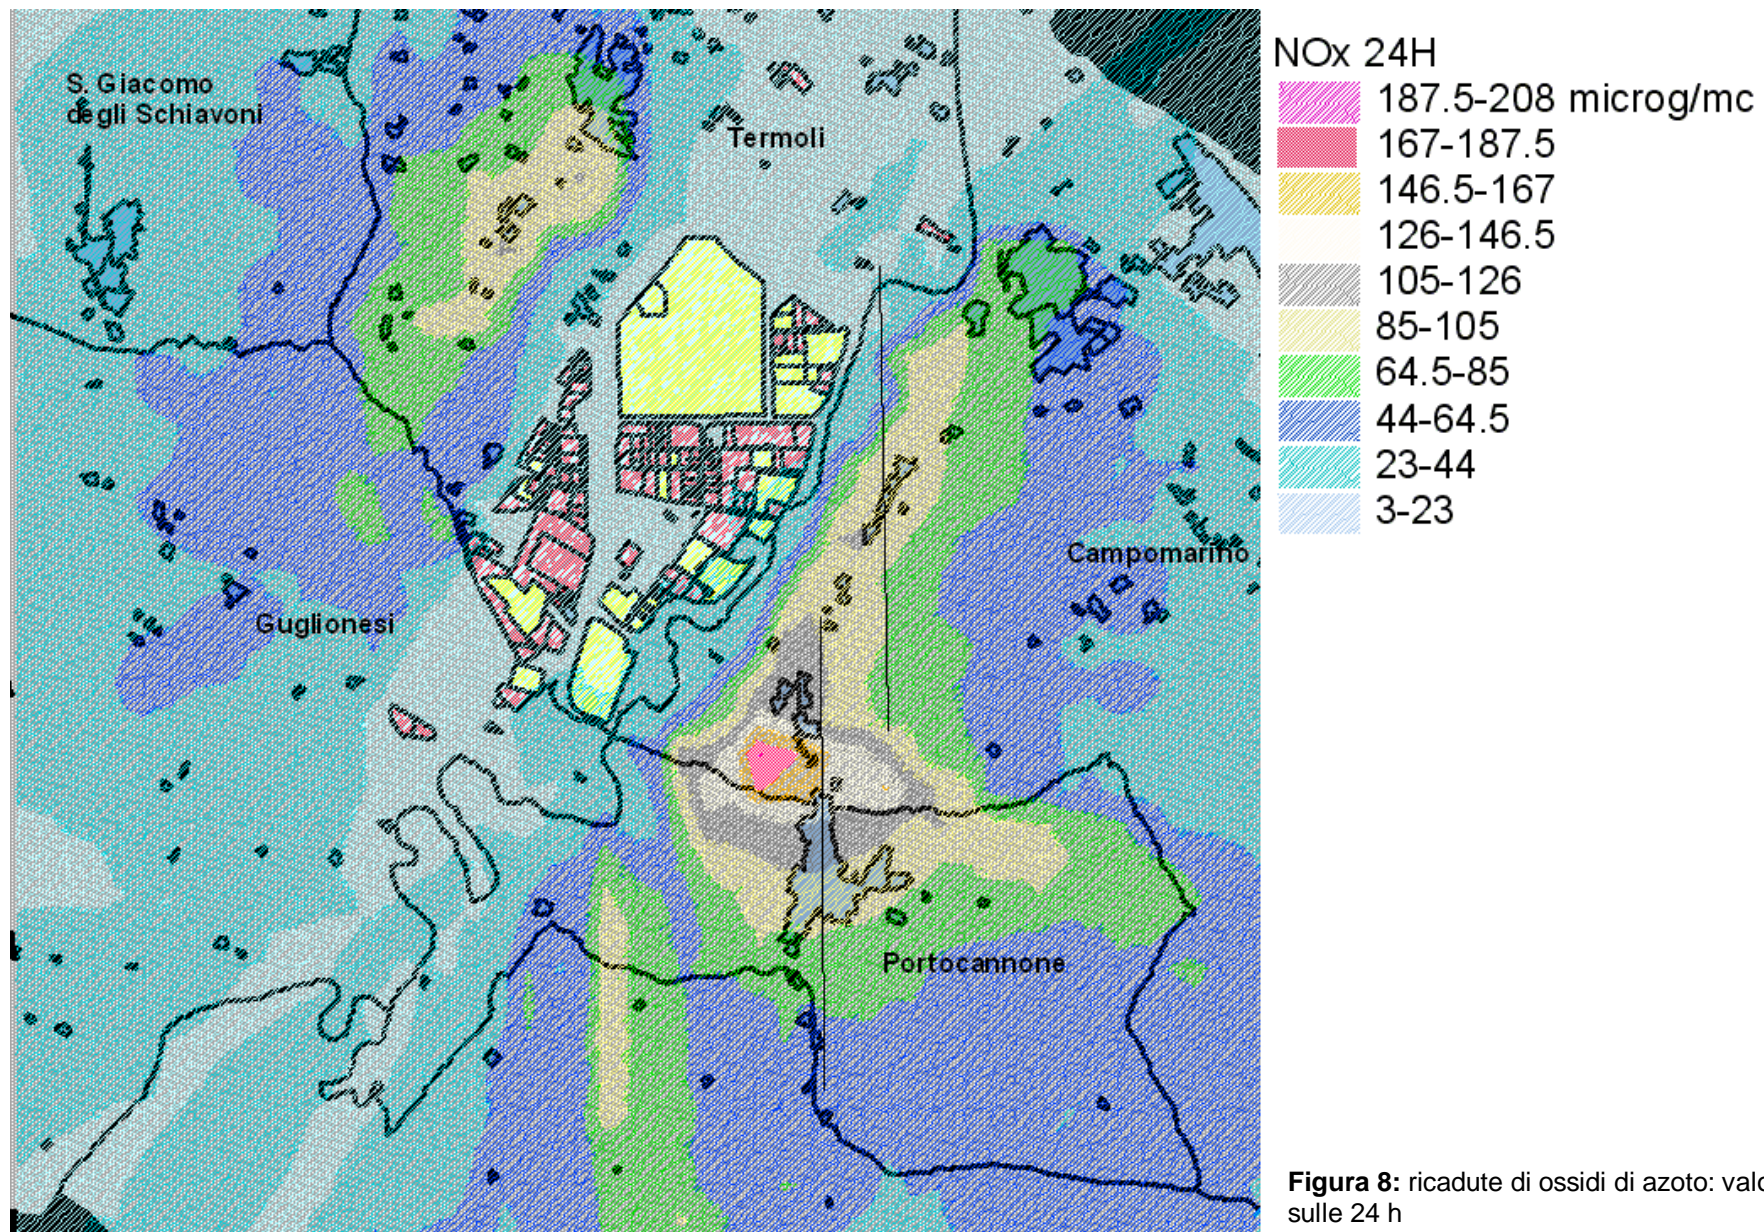 S. Giacomo
degli Schiavoni
Termoli
Guglionesi
Campomarino
Portocannone
NOx 24H
187.5-208 microg/mc
167-187.5
146.5-167
126-146.5
105-126
85-105
64.5-85
44-64.5
23-44
3-23
Figura 8: ricadute di ossidi di azoto:
sulle 24 h